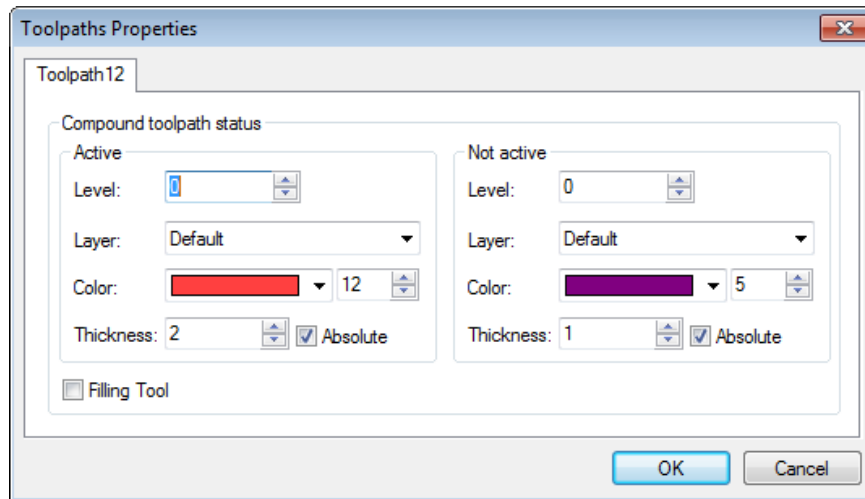 Toolpaths Properties
Toolpath12
Compound toolpath status
Active
Level: 0
Layer: Default
Color: 12
Thickness: 2 Absolute
Not active
Level: 0
Layer: Default
Color: 5
Thickness: 1 Absolute
Filling Tool
OK Cancel